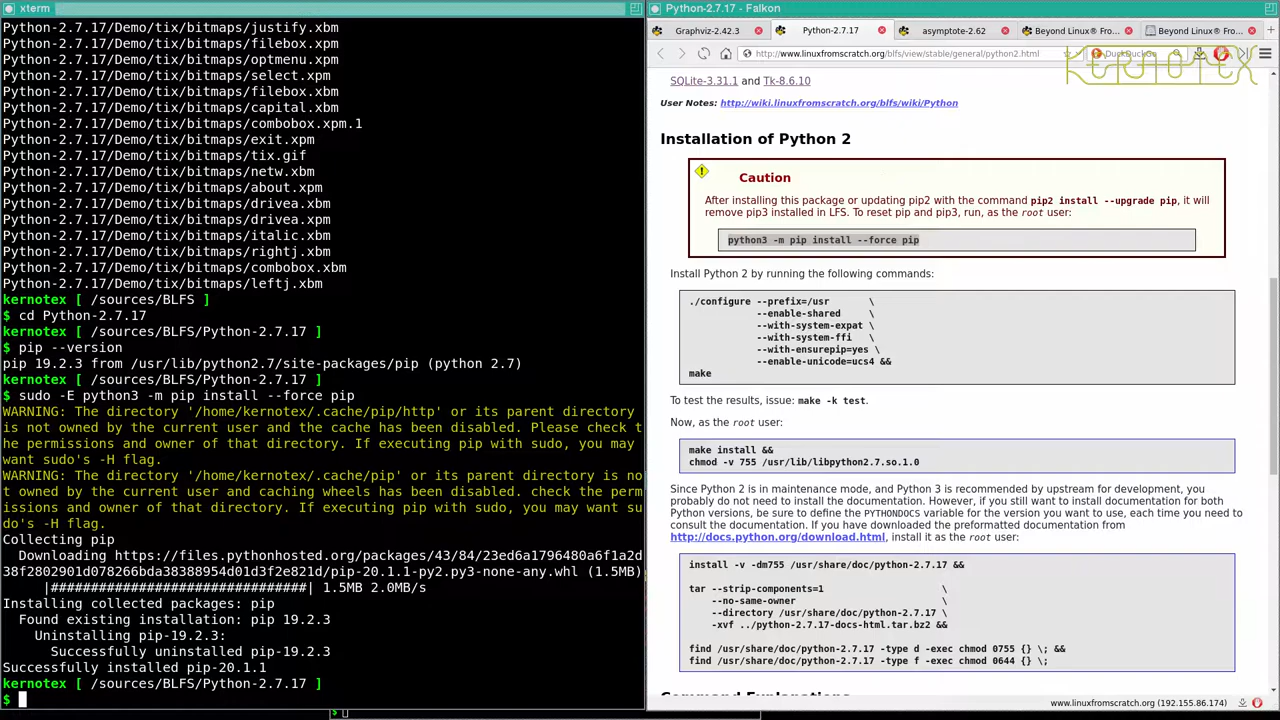 xterm
Python-2.7.17/Demo/tix/bitmaps/justify.xbm
Python-2.7.17/Demo/tix/bitmaps/filebox.xpm
Python-2.7.17/Demo/tix/bitmaps/optmenu.xpm
Python-2.7.17/Demo/tix/bitmaps/select.xpm
Python-2.7.17/Demo/tix/bitmaps/filebox.xbm
Python-2.7.17/Demo/tix/bitmaps/capital.xbm
Python-2.7.17/Demo/tix/bitmaps/combobox.xpm.1
Python-2.7.17/Demo/tix/bitmaps/exit.xpm
Python-2.7.17/Demo/tix/bitmaps/tix.gif
Python-2.7.17/Demo/tix/bitmaps/netw.xbm
Python-2.7.17/Demo/tix/bitmaps/about.xpm
Python-2.7.17/Demo/tix/bitmaps/drivea.xbm
Python-2.7.17/Demo/tix/bitmaps/drivea.xpm
Python-2.7.17/Demo/tix/bitmaps/italic.xbm
Python-2.7.17/Demo/tix/bitmaps/rightj.xbm
Python-2.7.17/Demo/tix/bitmaps/combobox.xbm
Python-2.7.17/Demo/tix/bitmaps/leftj.xbm
kernotex [ /sources/BLFS ]
$ cd Python-2.7.17
kernotex [ /sources/BLFS/Python-2.7.17 ]
$ pip --version
pip 19.2.3 from /usr/lib/python2.7/site-packages/pip (python 2.7)
kernotex [ /sources/BLFS/Python-2.7.17 ]
$ sudo -E python3 -m pip install --force pip
WARNING: The directory '/home/kernotex/.cache/pip/http' or its parent directory
is not owned by the current user and the cache has been disabled. Please check t
he permissions and owner of that directory. If executing pip with sudo, you may
want sudo's -H flag.
WARNING: The directory '/home/kernotex/.cache/pip' or its parent directory is no
t owned by the current user and caching wheels has been disabled. check the perm
issions and owner of that directory. If executing pip with sudo, you may want su
do's -H flag.
Collecting pip
Downloading https://files.pythonhosted.org/packages/43/84/23ed6a1796480a6f1a2d
38f2802901d078266bda38388954d01d3f2e821d/pip-20.1.1-py2.py3-none-any.whl (1.5MB)
|################################| 1.5MB 2.0MB/s
Installing collected packages: pip
Found existing installation: pip 19.2.3
Uninstalling pip-19.2.3:
Successfully uninstalled pip-19.2.3
Successfully installed pip-20.1.1
kernotex [ /sources/BLFS/Python-2.7.17 ]
$
$
Python-2.7.17 - Falkon
Graphviz-2.42.3
Python-2.7.17
asymptote-2.62
Beyond Linux® Fro...
Beyond Linux® Fro...
http://www.linuxfromscratch.org/blfs/view/stable/general/python2.html
DuckDuckGo
KERNOTEX
SQLite-3.31.1 and Tk-8.6.10
User Notes: http://wiki.linuxfromscratch.org/blfs/wiki/Python
Installation of Python 2
Caution
After installing this package or updating pip2 with the command pip2 install --upgrade pip, it will
remove pip3 installed in LFS. To reset pip and pip3, run, as the root user:
python3 -m pip install --force pip
Install Python 2 by running the following commands:
./configure --prefix=/usr \
--enable-shared \
--with-system-expat \
--with-system-ffi \
--with-ensurepip=yes \
--enable-unicode=ucs4 &&
make
To test the results, issue: make -k test.
Now, as the root user:
make install &&
chmod -v 755 /usr/lib/libpython2.7.so.1.0
Since Python 2 is in maintenance mode, and Python 3 is recommended by upstream for development, you
probably do not need to install the documentation. However, if you still want to install documentation for both
Python versions, be sure to define the PYTHONDOCS variable for the version you want to use, each time you need to
consult the documentation. If you have downloaded the preformatted documentation from
http://docs.python.org/download.html, install it as the root user:
install -v -dm755 /usr/share/doc/python-2.7.17 &&
tar --strip-components=1 \
--no-same-owner \
--directory /usr/share/doc/python-2.7.17 \
-xvf ../python-2.7.17-docs-html.tar.bz2 &&
find /usr/share/doc/python-2.7.17 -type d -exec chmod 0755 {} \; &&
find /usr/share/doc/python-2.7.17 -type f -exec chmod 0644 {} \;
Command Explanations
www.linuxfromscratch.org (192.155.86.174)